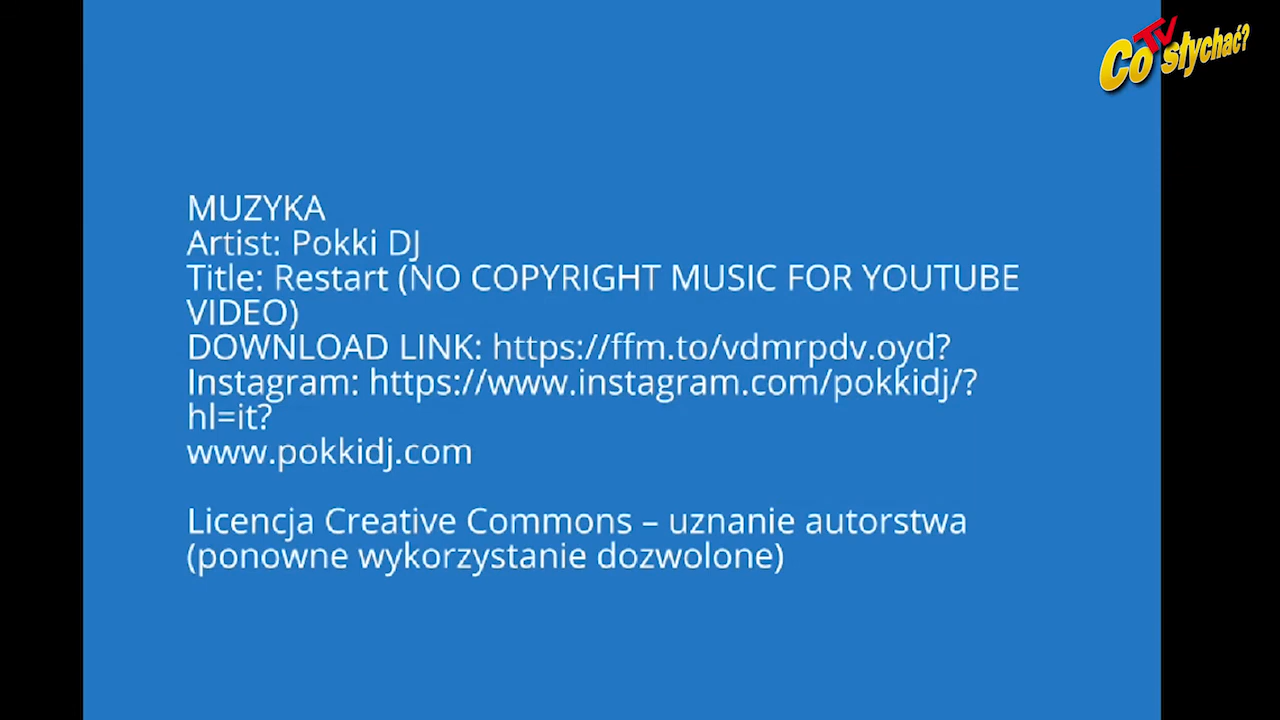 Co TV słychać?
MUZYKA
Artist: Pokki DJ
Title: Restart (NO COPYRIGHT MUSIC FOR YOUTUBE
VIDEO)
DOWNLOAD LINK: https://ffm.to/vdmrpdv.oyd?
Instagram: https://www.instagram.com/pokkidj/?
hl=it?
www.pokkidj.com
Licencja Creative Commons – uznanie autorstwa
(ponowne wykorzystanie dozwolone)